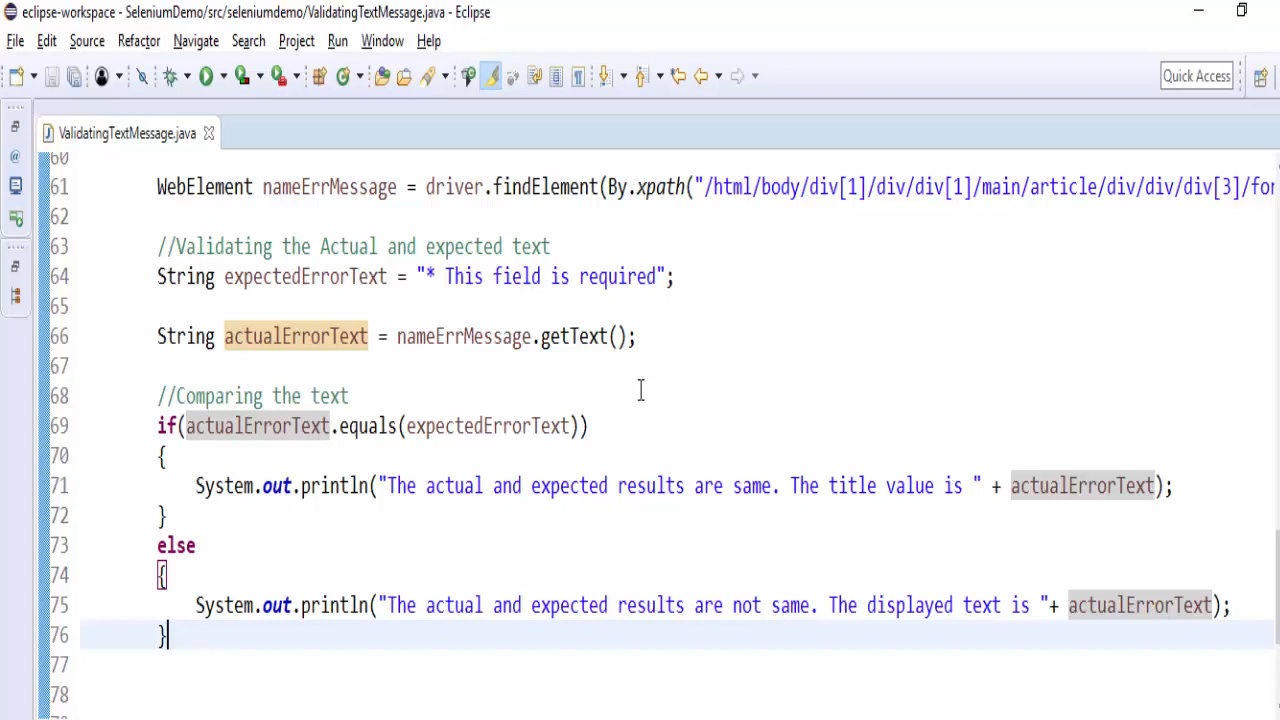 eclipse-workspace - SeleniumDemo/src/seleniumdemo/ValidatingTextMessage.java - Eclipse
File Edit Source Refactor Navigate Search Project Run Window Help
Quick Access
ValidatingTextMessage.java
60
61 WebElement nameErrMessage = driver.findElement(By.xpath("/html/body/div[1]/div/div[1]/main/article/div/div/div[3]/for
62
63 //Validating the Actual and expected text
64 String expectedErrorText = "* This field is required";
65
66 String actualErrorText = nameErrMessage.getText();
67
68 //Comparing the text
69 if(actualErrorText.equals(expectedErrorText))
70 {
71 System.out.println("The actual and expected results are same. The title value is " + actualErrorText);
72 }
73 else
74 {
75 System.out.println("The actual and expected results are not same. The displayed text is "+ actualErrorText);
76 }
77
78